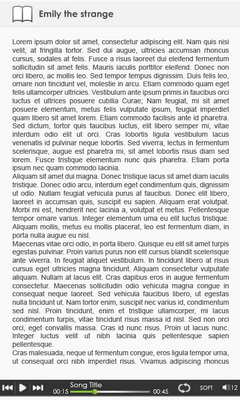 Emily the strange
Lorem ipsum dolor sit amet, consectetur adipiscing elit. Nam quis nisi
velit, at fringilla tortor. Sed dui augue, ultricies accumsan rhoncus
cursus, sodales at felis. Fusce a risus laoreet dui eleifend fermentum
sollicitudin sit amet felis. Mauris iaculis porttitor eleifend. Donec non
orci libero, ac mollis leo. Sed tempor tempus dignissim. Duis felis leo,
ornare non tincidunt vel, molestie in arcu. Etiam commodo quam eget
felis ullamcorper ultricies. Vestibulum ante ipsum primis in faucibus orci
luctus et ultrices posuere cubilia Curae; Nam feugiat, mi sit amet
posuere elementum, metus felis vulputate ipsum, feugiat imperdiet
quam libero sit amet lorem. Etiam commodo facilisis ante id pharetra.
Sed dictum, tortor quis faucibus luctus, elit libero semper mi, vitae
interdum odio elit ut orci. Cras lobortis ligula vestibulum lacus
venenatis id pulvinar neque lobortis. Sed viverra, lectus in fermentum
scelerisque, augue est pharetra mi, sit amet lobortis risus diam sed
lorem. Fusce tristique elementum nunc quis pharetra. Etiam porta
ipsum nec quam commodo lacinia.
Aliquam sit amet dui magna. Donec tristique lacus sit amet diam iaculis
tristique. Donec odio arcu, interdum eget condimentum quis, dignissim
ut odio. Nullam feugiat vehicula purus at faucibus. Donec elit libero,
laoreet in accumsan quis, suscipit eu sapien. Aliquam erat volutpat.
Morbi mi est, hendrerit nec lacinia a, volutpat et metus. Pellentesque
tempor ornare varius. Integer elementum urna eu elit luctus tristique.
Aliquam mollis, metus eu mollis placerat, leo est fermentum diam, in
porta nulla augue eu nisl.
Maecenas vitae orci odio, in porta libero. Quisque eu elit sit amet turpis
egestas pulvinar. Proin varius purus non elit cursus blandit scelerisque
ante viverra. In feugiat aliquet vestibulum. In tincidunt libero at risus
cursus eget ultricies magna tincidunt. Aliquam consectetur vulputate
aliquam. Nullam at lacus elit. Cras dapibus eros in augue fermentum
consectetur. Maecenas sollicitudin odio vehicula magna congue in
consequat neque laoreet. Sed vehicula faucibus libero, ut egestas
nulla tincidunt ut. Nam tortor enim, suscipit nec varius id, condimentum
sed nisl. Proin tincidunt, enim et tristique ullamcorper, mi lacus
condimentum turpis, vitae tincidunt risus massa id nisl. Sed non orci
orci, eget convallis massa. Cras id nunc risus. Proin ut lacus nunc.
Integer luctus velit ut nibh lacinia quis pellentesque sapien
pellentesque.
Cras malesuada, neque ut fermentum congue, eros ligula tempor urna,
ut consequat orci nibh imperdiet risus. Vivamus adipiscing rhoncus
Song Title
00:15
00:45
SOFT
:12